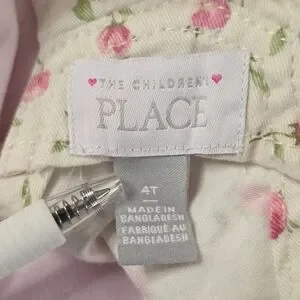 THE CHILDREN'S
PLACE
4T
MADE IN
BANGLADESH
FABRIQUÉ AU
BANGLADESH